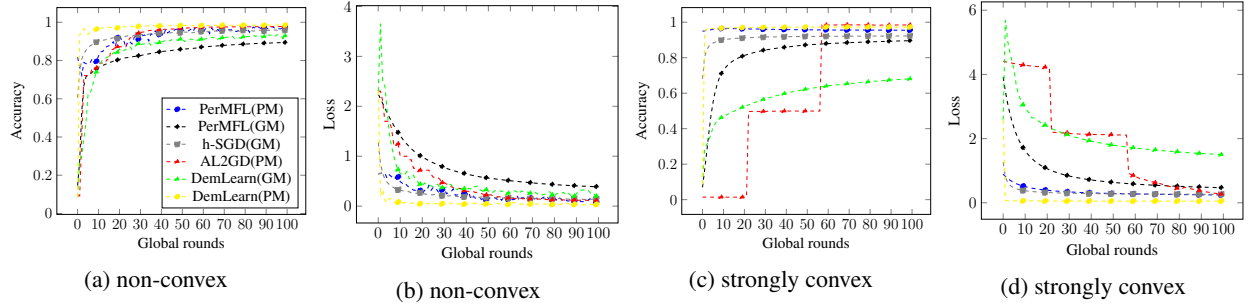 Accuracy
1
0.8
0.6
0.4
0.2
0
0 10 20 30 40 50 60 70 80 90 100
Global rounds
PerMFL(PM)
PerMFL(GM)
h-SGD(GM)
AL2GD(PM)
DemLearn(GM)
DemLearn(PM)
(a) non-convex
Loss
4
3
2
1
0
0 10 20 30 40 50 60 70 80 90 100
Global rounds
(b) non-convex
Accuracy
1
0.8
0.6
0.4
0.2
0
0 10 20 30 40 50 60 70 80 90 100
Global rounds
(c) strongly convex
Loss
6
4
2
0
0 10 20 30 40 50 60 70 80 90 100
Global rounds
(d) strongly convex